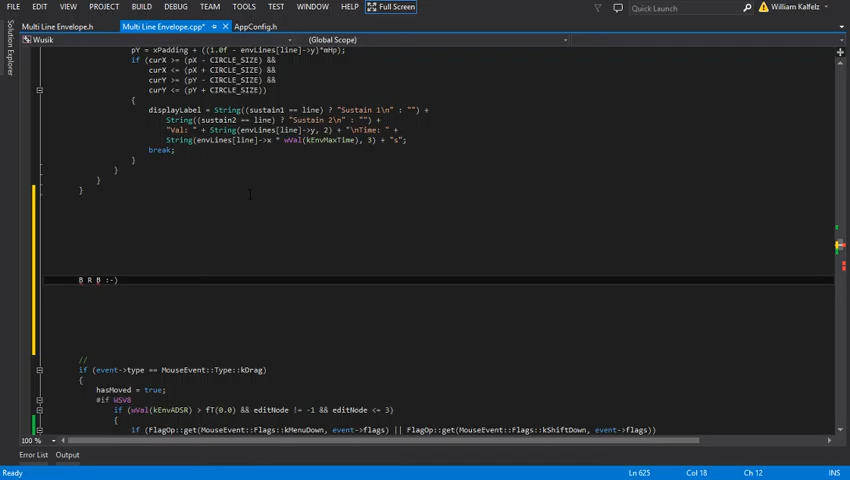 FILE EDIT VIEW PROJECT BUILD DEBUG TEAM TOOLS TEST WINDOW HELP Full Screen Quick Launch William Kalfelz
Multi Line Envelope.h Multi Line Envelope.cpp* AppConfig.h
Solution Explorer
Wusik (Global Scope)
pY = xPadding + ((1.0f - envLines[line]->y)*mHp);
if (curX >= (pX - CIRCLE_SIZE) &&
curX <= (pX + CIRCLE_SIZE) &&
curY >= (pY - CIRCLE_SIZE) &&
curY <= (pY + CIRCLE_SIZE))
{
displayLabel = String((sustain1 == line) ? "Sustain 1\n" : "") +
String((sustain2 == line) ? "Sustain 2\n" : "") +
"Val: " + String(envLines[line]->y, 2) + "\nTime: " +
String(envLines[line]->x * wVal(kEnvMaxTime), 3) + "s";
break;
}
}
}
}
B R B :-)
//
if (event->type == MouseEvent::Type::kDrag)
{
hasMoved = true;
#if WSV8
if (wVal(kEnvADSR) > fT(0.0) && editNode != -1 && editNode <= 3)
{
if (FlagOp::get(MouseEvent::Flags::kMenuDown, event->flags) || FlagOp::get(MouseEvent::Flags::kShiftDown, event->flags))
100 %
Error List Output
Ready Ln 625 Col 18 Ch 12